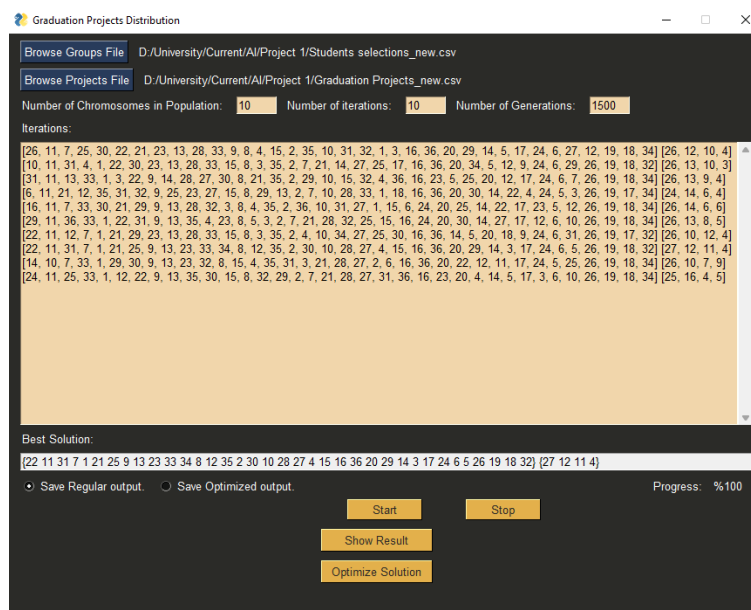 Graduation Projects Distribution
Browse Groups File D:/University/Current/AI/Project 1/Students selections_new.csv
Browse Projects File D:/University/Current/AI/Project 1/Graduation Projects_new.csv
Number of Chromosomes in Population: 10 Number of iterations: 10 Number of Generations: 1500
Iterations:
[26, 11, 7, 25, 30, 22, 21, 23, 13, 28, 33, 9, 8, 4, 15, 2, 35, 10, 31, 32, 1, 3, 16, 36, 20, 29, 14, 5, 17, 24, 6, 27, 12, 19, 18, 34] [26, 12, 10, 4]
[10, 11, 31, 4, 1, 22, 30, 23, 13, 28, 33, 15, 8, 3, 35, 2, 7, 21, 14, 27, 25, 17, 16, 36, 20, 34, 5, 12, 9, 24, 6, 29, 26, 19, 18, 32] [26, 13, 10, 3]
[31, 11, 13, 33, 1, 3, 22, 9, 14, 28, 27, 30, 8, 21, 35, 2, 29, 10, 15, 32, 4, 36, 16, 23, 5, 25, 20, 12, 17, 24, 6, 7, 26, 19, 18, 34] [26, 13, 9, 4]
[6, 11, 21, 12, 35, 31, 32, 9, 25, 23, 27, 15, 8, 29, 13, 2, 7, 10, 28, 33, 1, 18, 16, 36, 20, 30, 14, 22, 4, 24, 5, 3, 26, 19, 17, 34] [24, 14, 6, 4]
[16, 11, 7, 33, 30, 21, 29, 9, 13, 28, 32, 3, 8, 4, 35, 2, 36, 10, 31, 27, 1, 15, 6, 24, 20, 25, 14, 22, 17, 23, 5, 12, 26, 19, 18, 34] [26, 14, 6, 6]
[29, 11, 36, 33, 1, 22, 31, 9, 13, 35, 4, 23, 8, 5, 3, 2, 7, 21, 28, 32, 25, 15, 16, 24, 20, 30, 14, 27, 17, 12, 6, 10, 26, 19, 18, 34] [26, 13, 8, 5]
[22, 11, 12, 7, 1, 21, 29, 23, 13, 28, 33, 15, 8, 3, 35, 2, 4, 10, 34, 27, 25, 30, 16, 36, 14, 5, 20, 18, 9, 24, 6, 31, 26, 19, 17, 32] [26, 10, 12, 4]
[22, 11, 31, 7, 1, 21, 25, 9, 13, 23, 33, 34, 8, 12, 35, 2, 30, 10, 28, 27, 4, 15, 16, 36, 20, 29, 14, 3, 17, 24, 6, 5, 26, 19, 18, 32] [27, 12, 11, 4]
[14, 10, 7, 33, 1, 29, 30, 9, 13, 23, 32, 8, 15, 4, 35, 31, 3, 21, 28, 27, 2, 6, 16, 36, 20, 22, 12, 11, 17, 24, 5, 25, 26, 19, 18, 34] [26, 10, 7, 9]
[24, 11, 25, 33, 1, 12, 22, 9, 13, 35, 30, 15, 8, 32, 29, 2, 7, 21, 28, 27, 31, 36, 16, 23, 20, 4, 14, 5, 17, 3, 6, 10, 26, 19, 18, 34] [25, 16, 4, 5]
Best Solution:
{22 11 31 7 1 21 25 9 13 23 33 34 8 12 35 2 30 10 28 27 4 15 16 36 20 29 14 3 17 24 6 5 26 19 18 32} {27 12 11 4}
Save Regular output. Save Optimized output. Progress: %100
Start Stop
Show Result
Optimize Solution